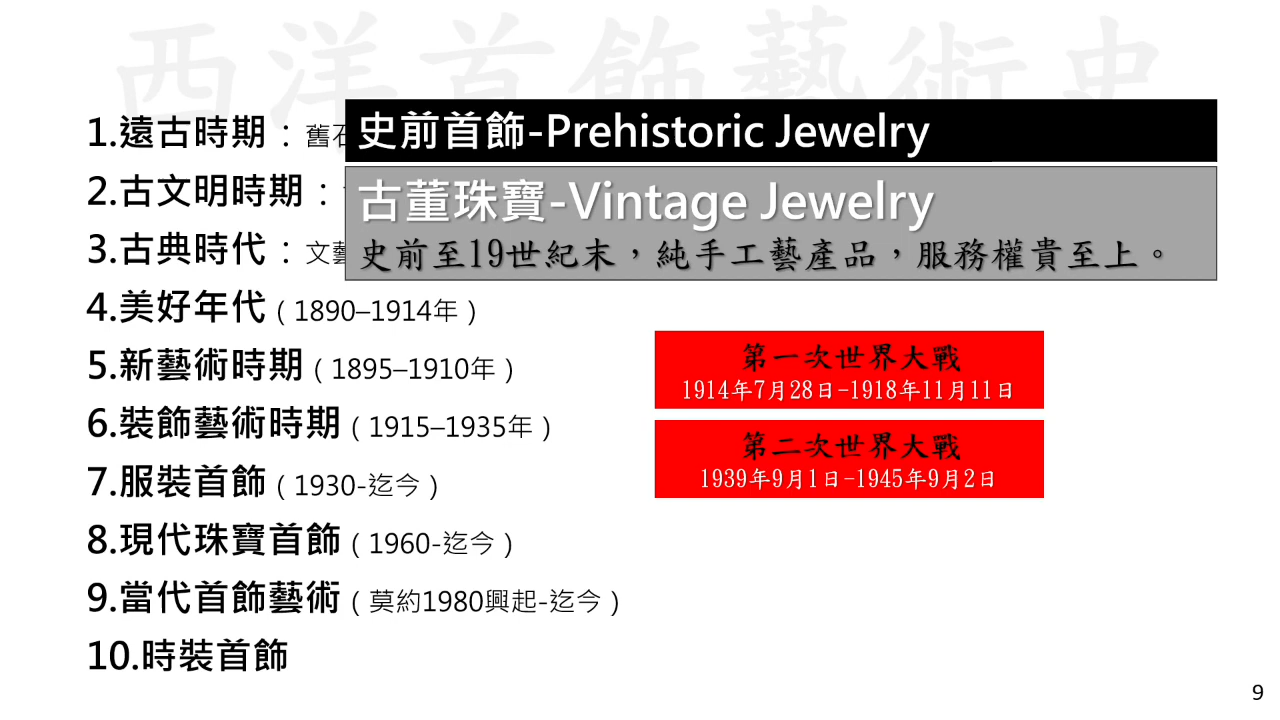 西洋首飾藝術史
1.遠古時期：舊石
史前首飾-Prehistoric Jewelry
2.古文明時期：
古董珠寶-Vintage Jewelry
3.古典時代：文藝
史前至19世紀末，純手工藝產品，服務權貴至上。
4.美好年代（1890–1914年）
5.新藝術時期（1895–1910年）
第一次世界大戰
1914年7月28日-1918年11月11日
6.裝飾藝術時期（1915–1935年）
第二次世界大戰
1939年9月1日-1945年9月2日
7.服裝首飾（1930-迄今）
8.現代珠寶首飾（1960-迄今）
9.當代首飾藝術（莫約1980興起-迄今）
10.時裝首飾
9